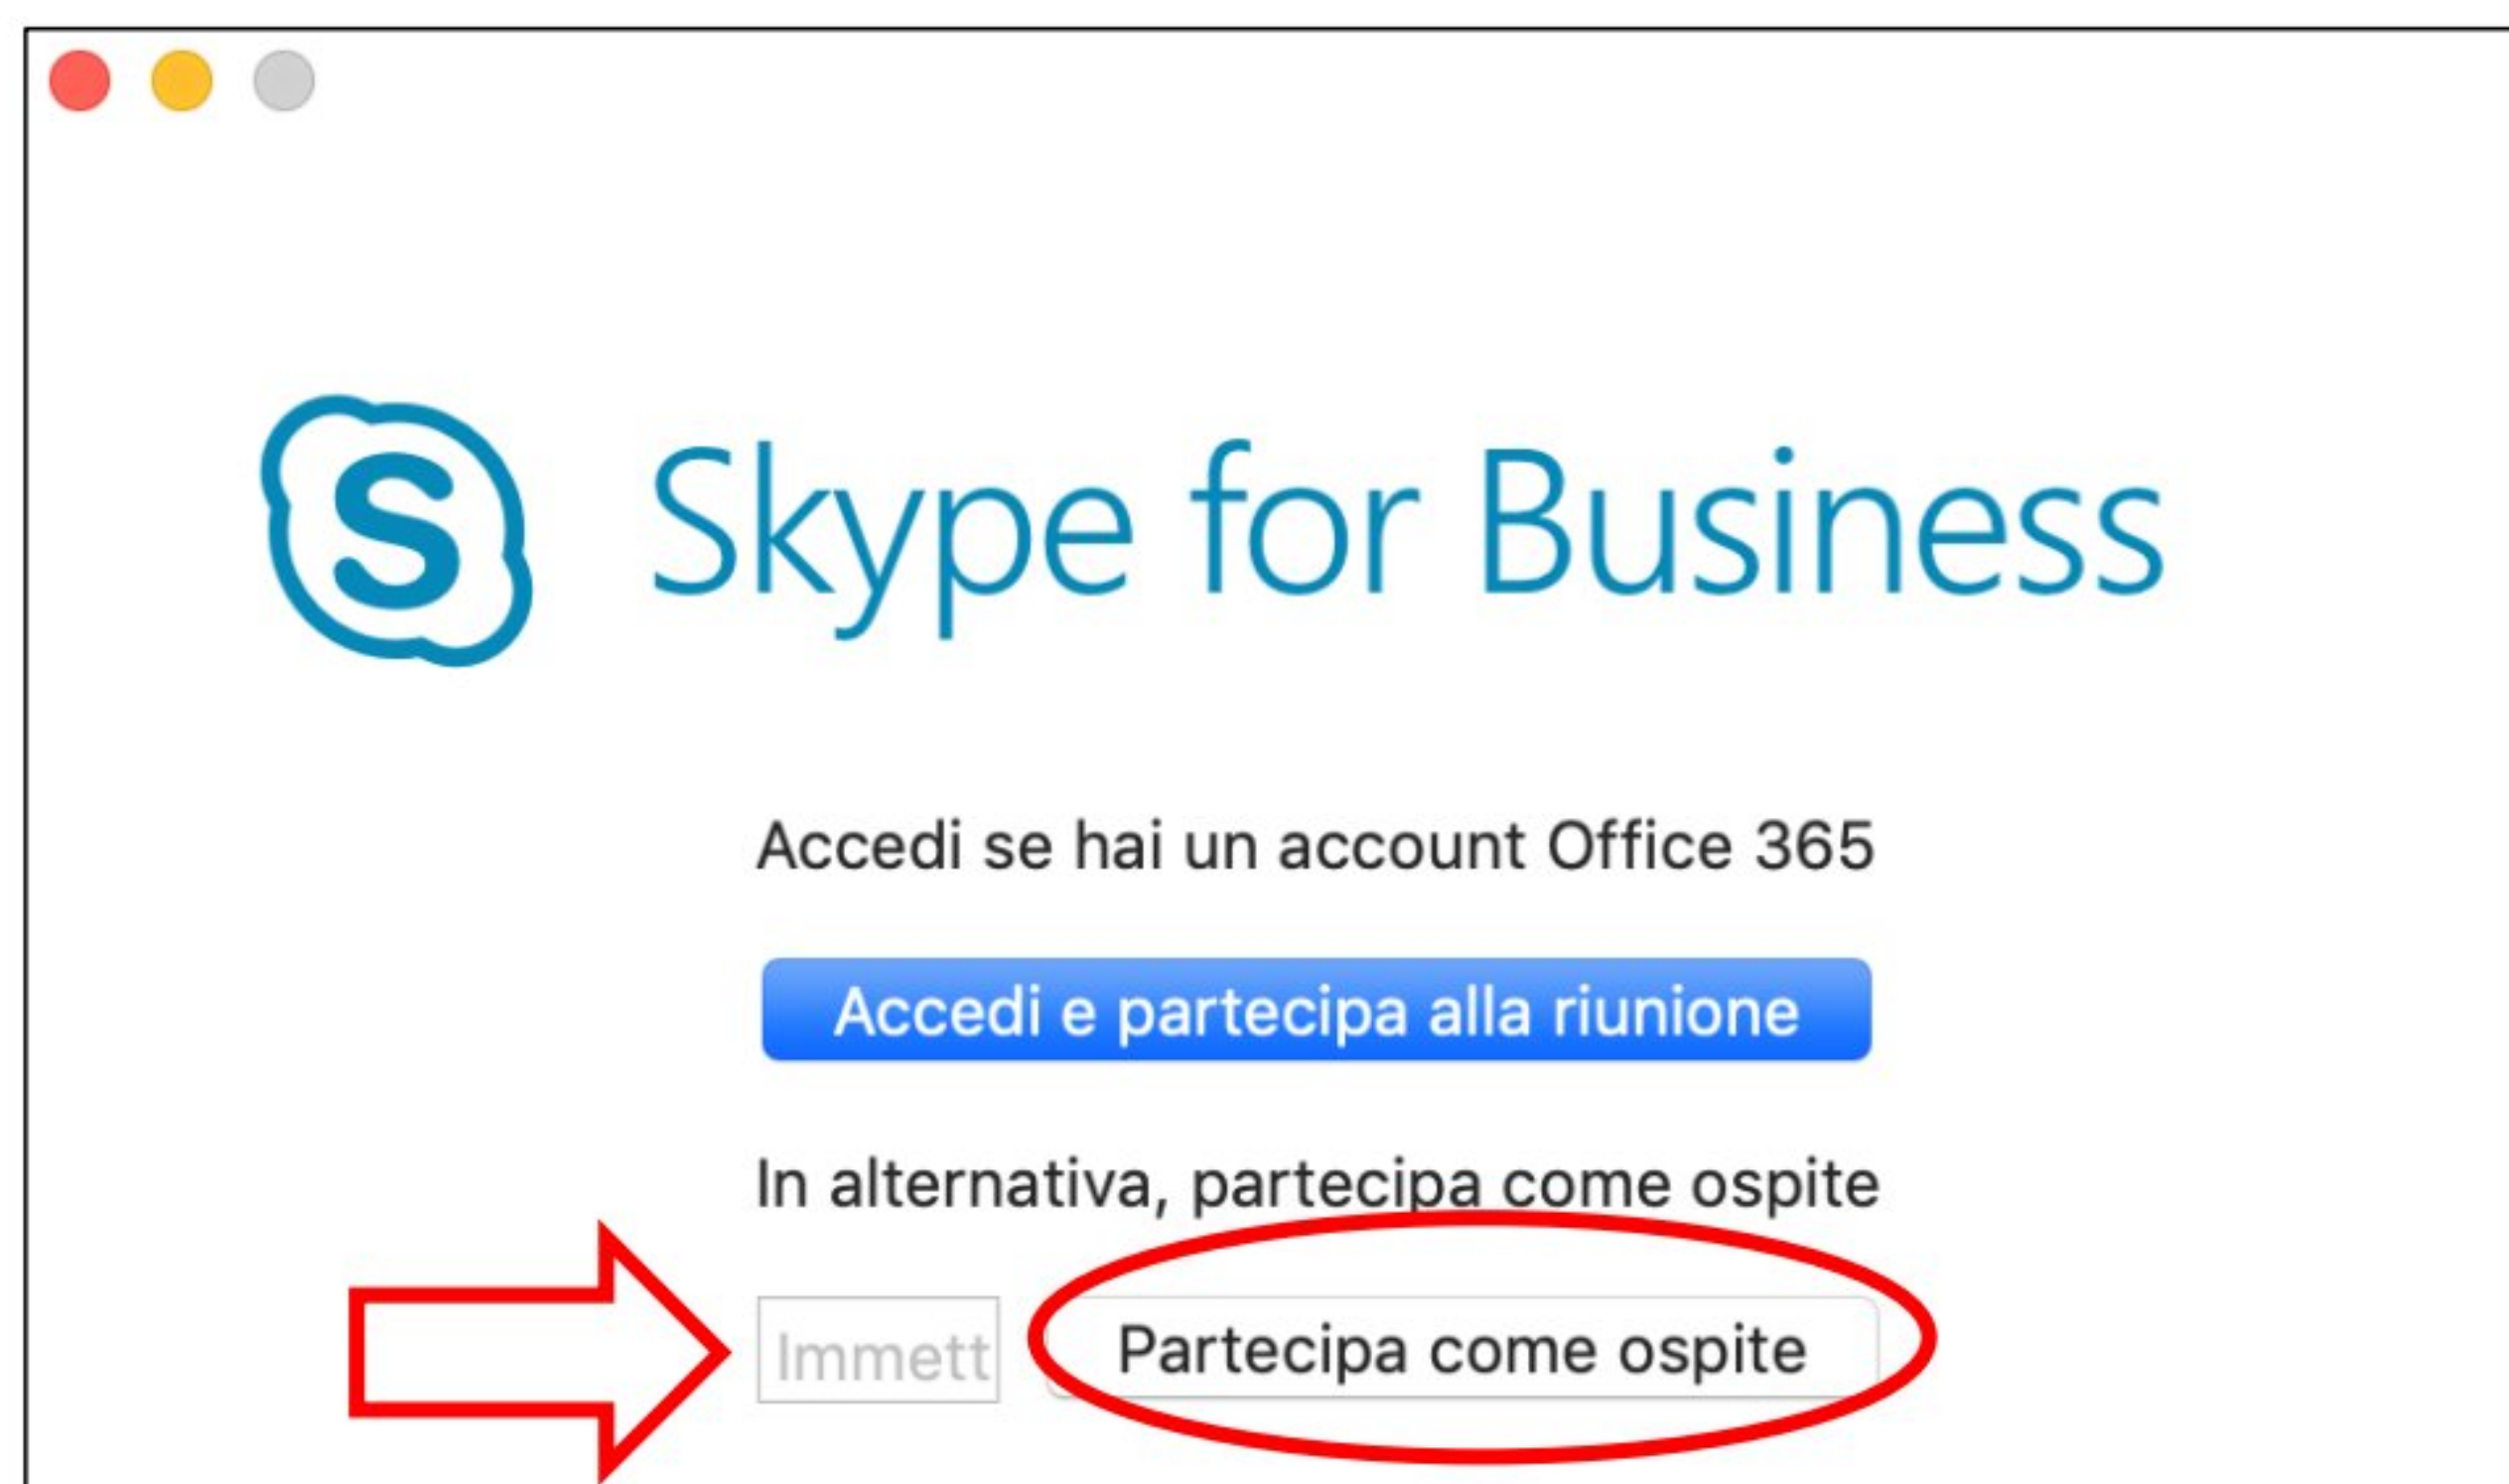 Skype for Business
Accedi se hai un account Office 365
Accedi e partecipa alla riunione
In alternativa, partecipa come ospite
Immett Partecipa come ospite